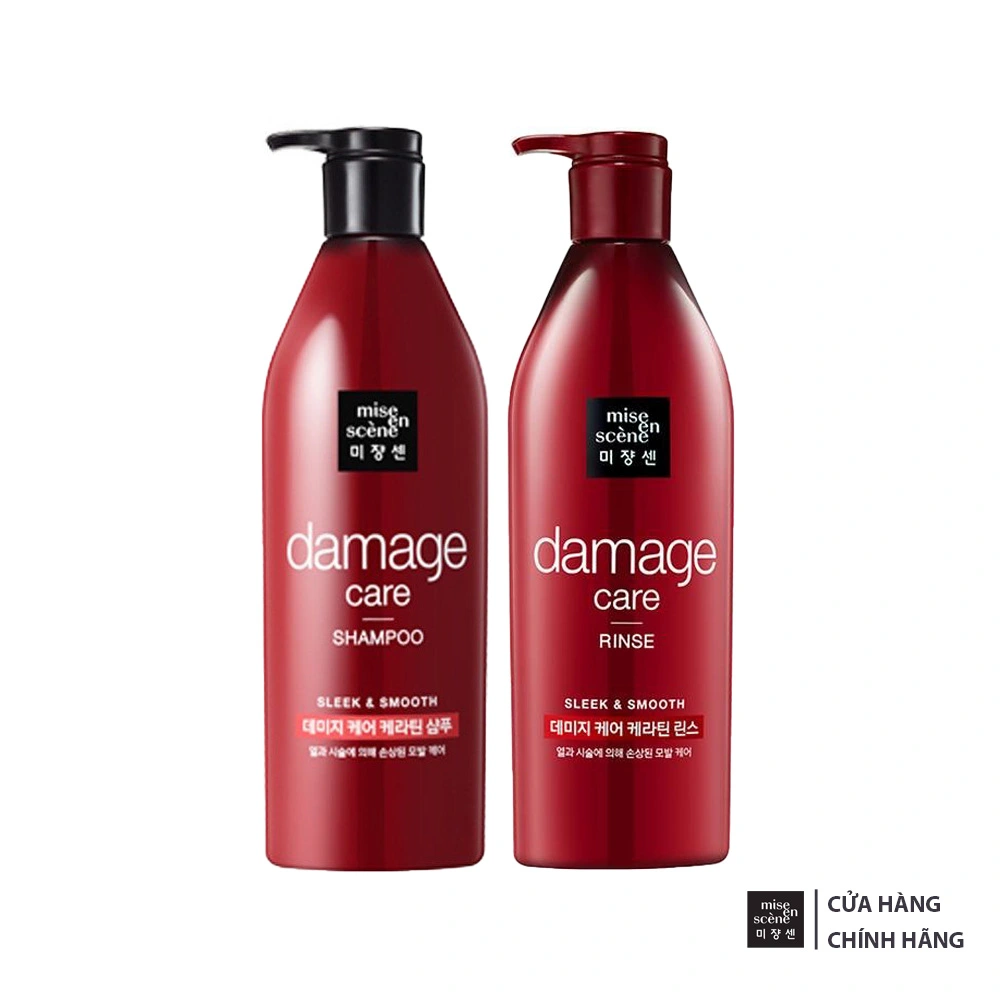 mise
en
scène
미쟝센
damage
care
SHAMPOO
SLEEK & SMOOTH
데미지 케어 케라틴 샴푸
열과 시술에 의해 손상된 모발 케어
mise
en
scène
미쟝센
damage
care
RINSE
SLEEK & SMOOTH
데미지 케어 케라틴 린스
열과 시술에 의해 손상된 모발 케어
mise
en
scène
미쟝센
CỬA HÀNG
CHÍNH HÃNG